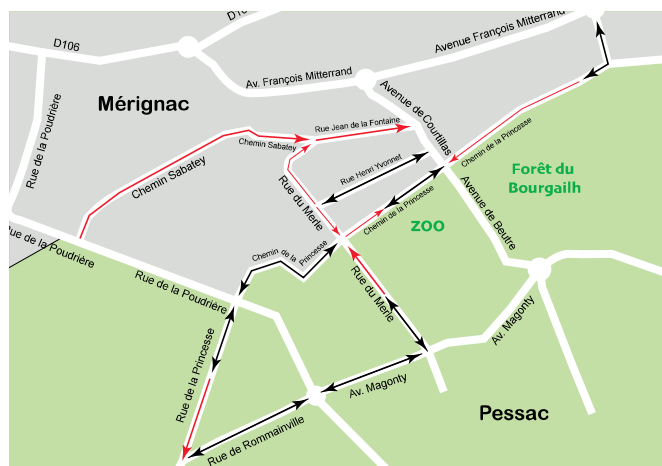 D10
D106
Avenue François Mitterrand
Av. François Mitterrand
Mérignac
Rue de la Poudrière
Avenue de Courtillas
Rue Jean de la Fontaine
Chemin Sabatey
Chemin Sabatey
Chemin de la Princesse
Rue Henri Yvonnet
Forêt du
Bourgailh
Rue du Merle
Chemin de la Princesse
Avenue de Beutre
ZOO
Rue de la Poudrière
Chemin de la
Princesse
Rue de la Poudrière
Rue du Merle
Av. Magonty
Rue de la Princesse
Av. Magonty
Pessac
Rue de Rommainville